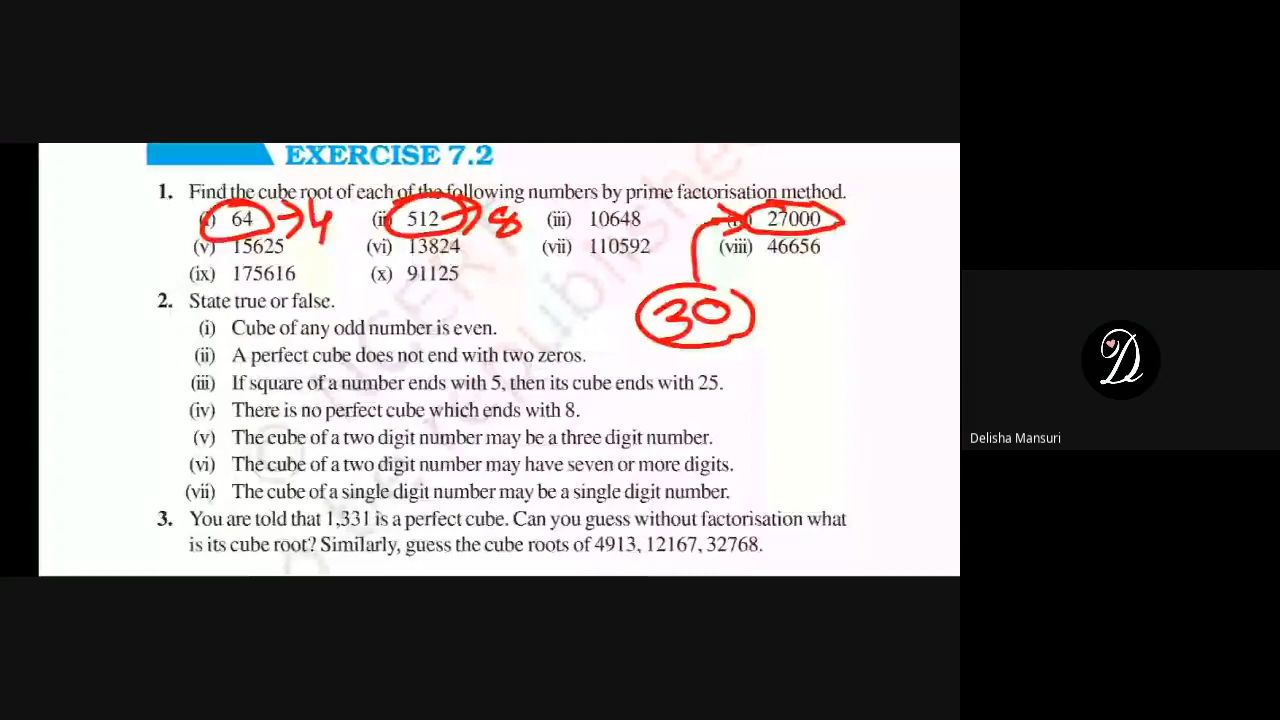 EXERCISE 7.2
1. Find the cube root of each of the following numbers by prime factorisation method.
(i) 64 → 4 (ii) 512 → 8 (iii) 10648 (iv) 27000
(v) 15625 (vi) 13824 (vii) 110592 (viii) 46656
(ix) 175616 (x) 91125
30
2. State true or false.
(i) Cube of any odd number is even.
(ii) A perfect cube does not end with two zeros.
(iii) If square of a number ends with 5, then its cube ends with 25.
(iv) There is no perfect cube which ends with 8.
(v) The cube of a two digit number may be a three digit number.
(vi) The cube of a two digit number may have seven or more digits.
(vii) The cube of a single digit number may be a single digit number.
3. You are told that 1,331 is a perfect cube. Can you guess without factorisation what
is its cube root? Similarly, guess the cube roots of 4913, 12167, 32768.
D
Delisha Mansuri